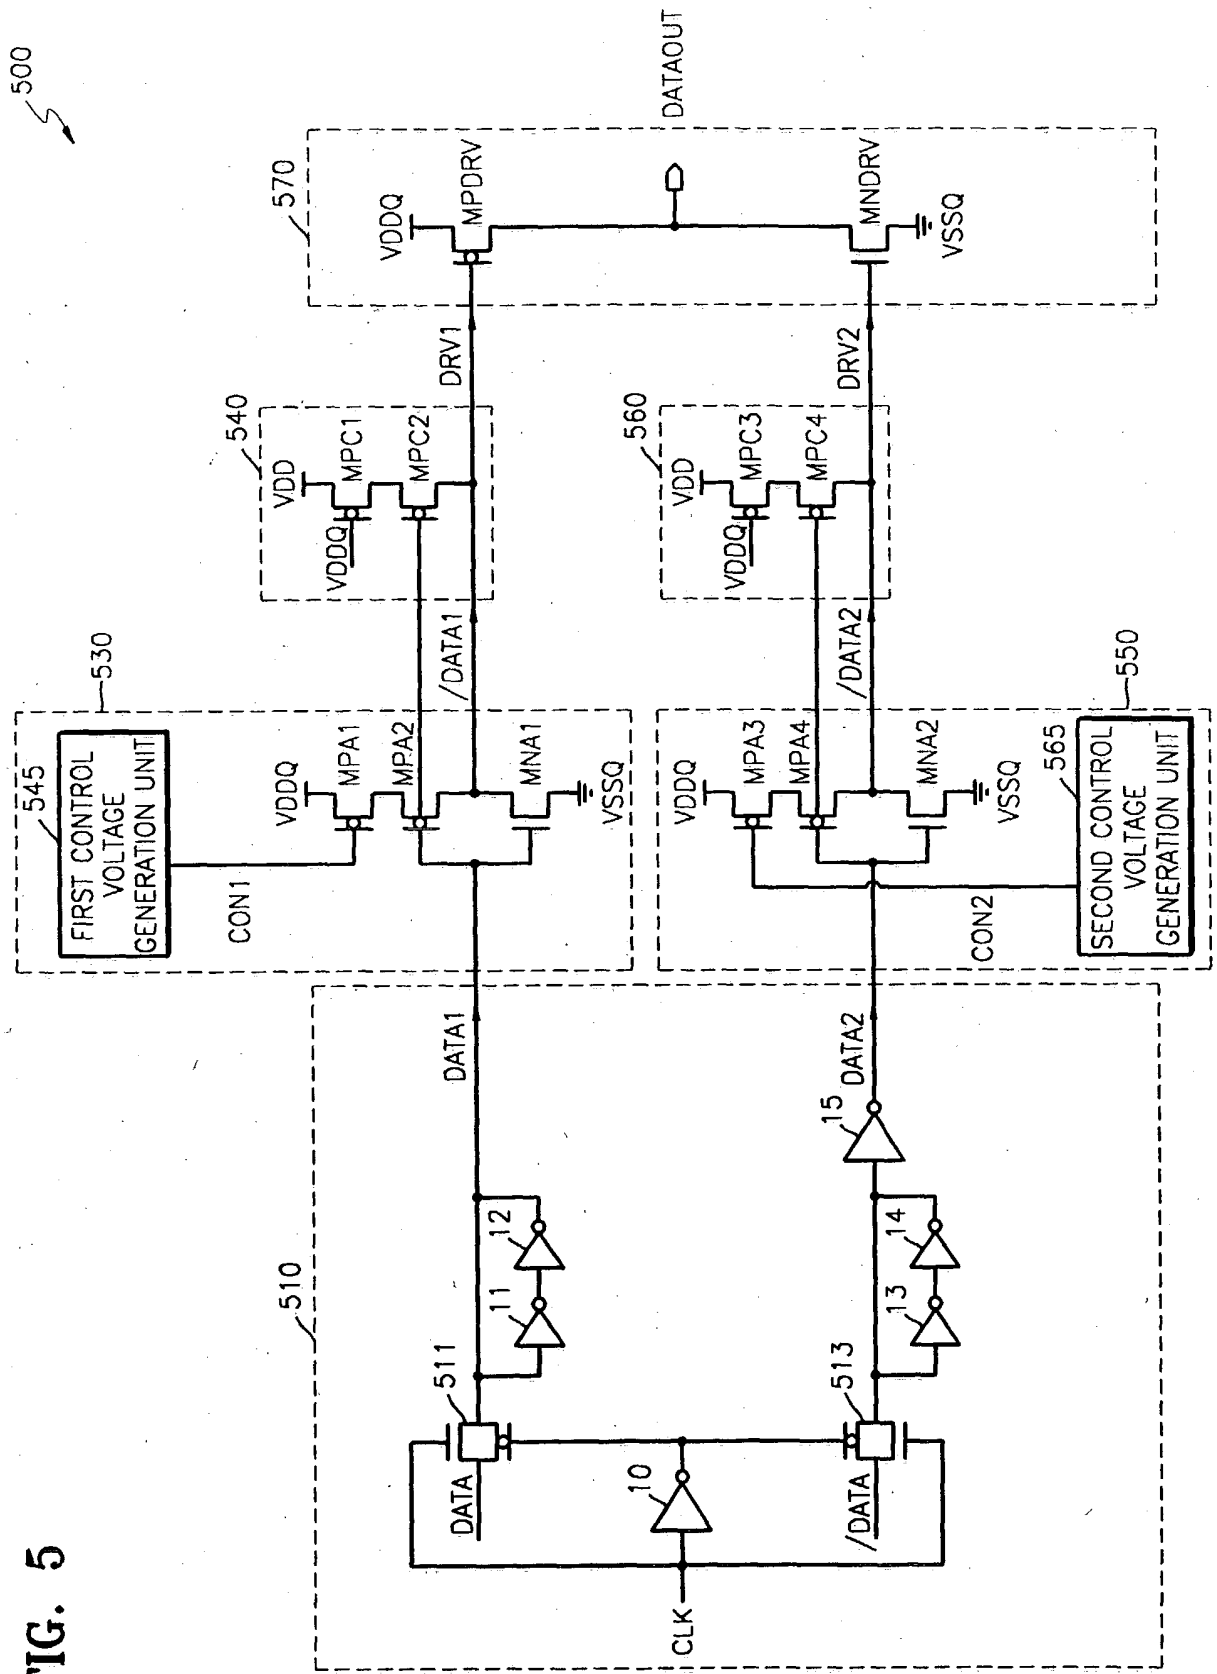 FIG. 5
500
510
CLK
10
DATA
511
11
12
DATA1
/DATA
513
13
14
15
DATA2
530
545
FIRST CONTROL
VOLTAGE
GENERATION UNIT
CON1
VDDQ
MPA1
MPA2
MNA1
VSSQ
/DATA1
540
VDD
VDDQ
MPC1
MPC2
DRV1
550
565
SECOND CONTROL
VOLTAGE
GENERATION UNIT
CON2
VDDQ
MPA3
MPA4
MNA2
VSSQ
/DATA2
560
VDD
VDDQ
MPC3
MPC4
DRV2
570
VDDQ
MPDRV
MNDRV
VSSQ
DATAOUT